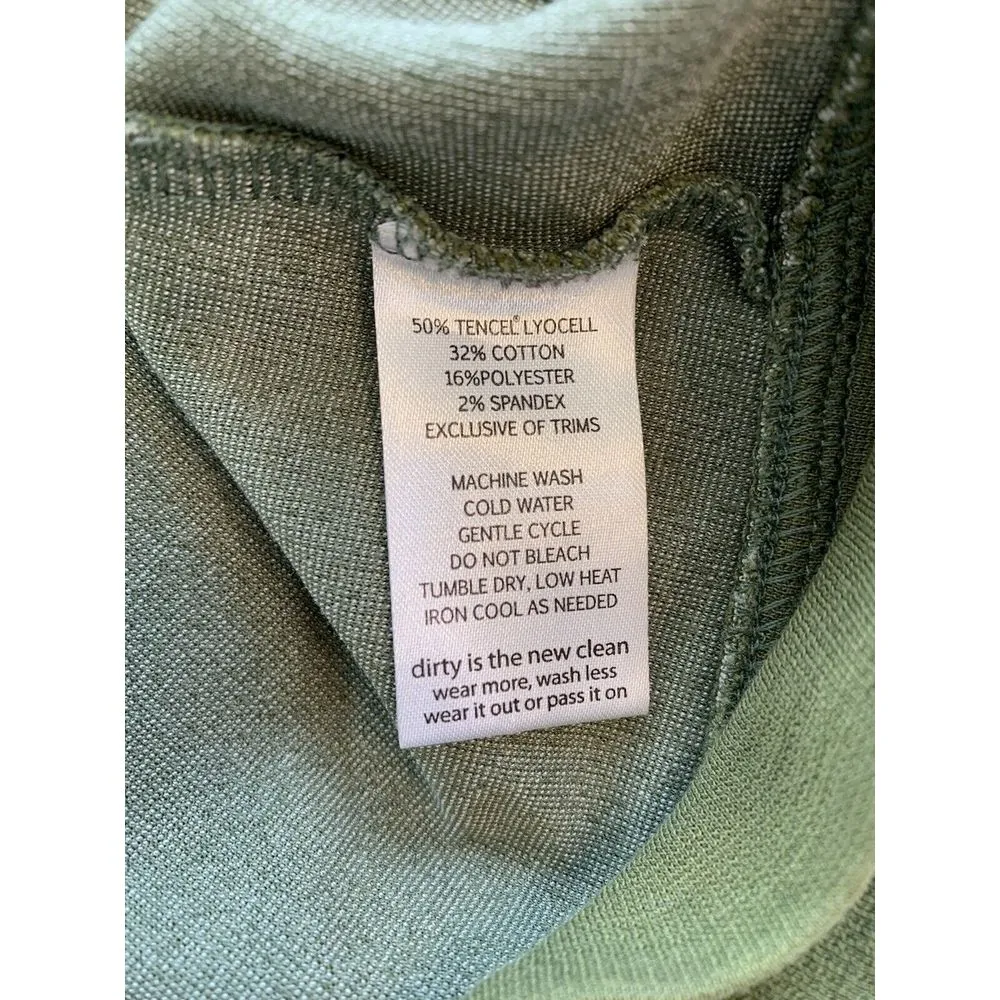 50% TENCEL® LYOCELL
32% COTTON
16%POLYESTER
2% SPANDEX
EXCLUSIVE OF TRIMS
MACHINE WASH
COLD WATER
GENTLE CYCLE
DO NOT BLEACH
TUMBLE DRY, LOW HEAT
IRON COOL AS NEEDED
dirty is the new clean
wear more, wash less
wear it out or pass it on